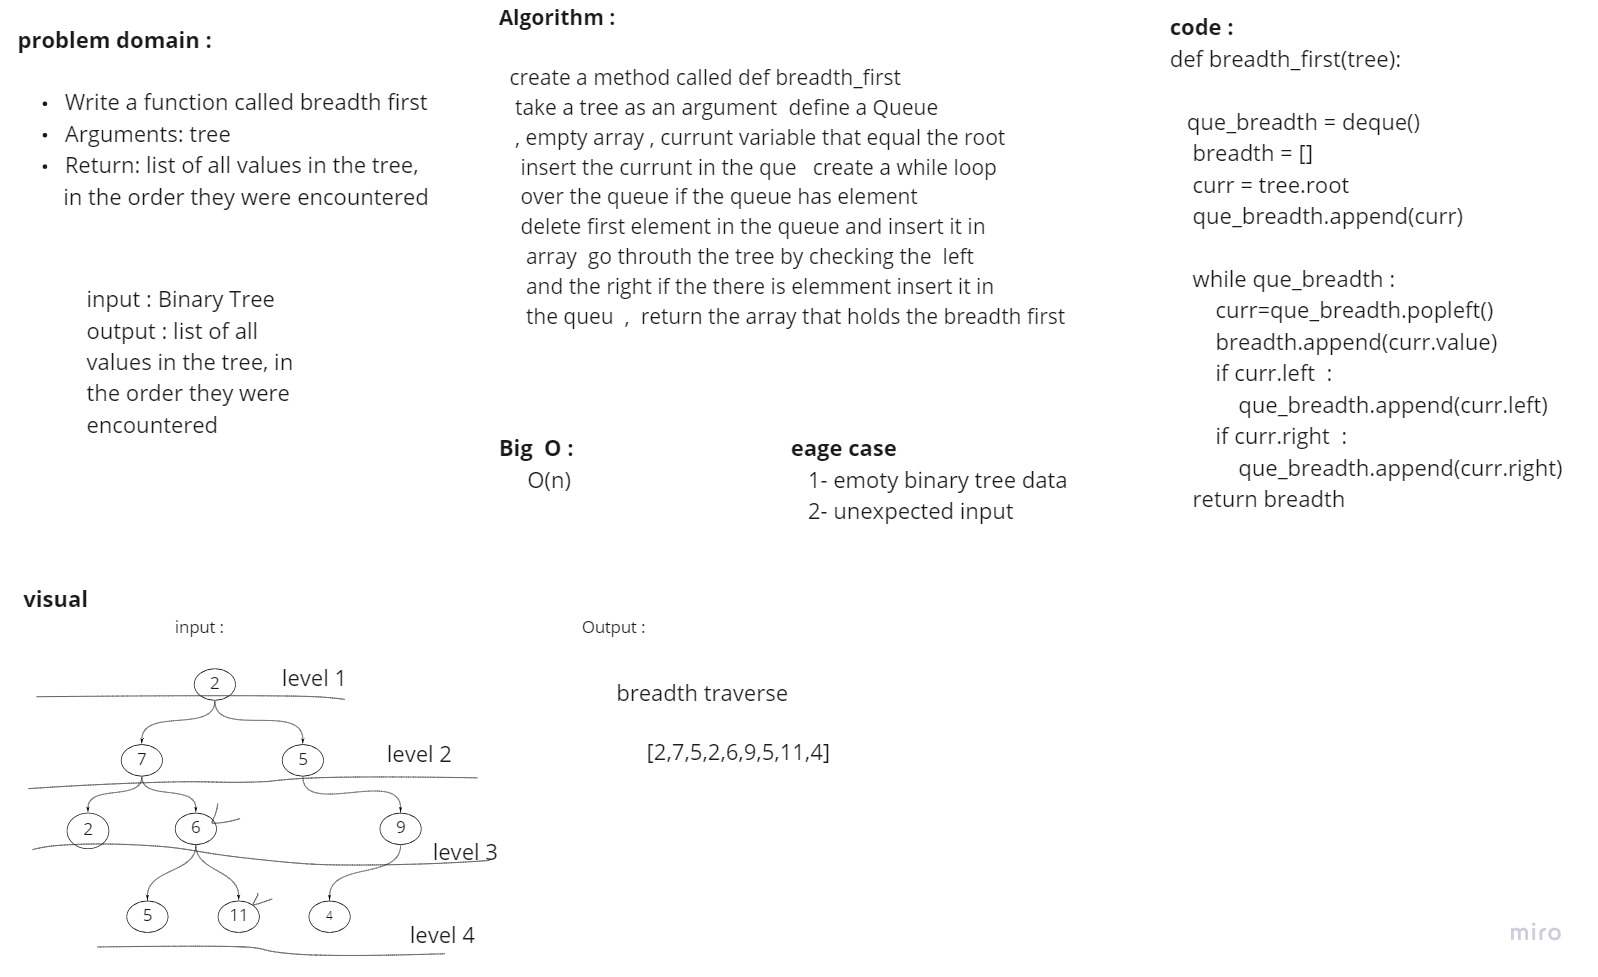 problem domain :
• Write a function called breadth first
• Arguments: tree
• Return: list of all values in the tree,
in the order they were encountered
input : Binary Tree
output : list of all
values in the tree, in
the order they were
encountered
Algorithm :
create a method called def breadth_first
take a tree as an argument  define a Queue
, empty array , currunt variable that equal the root
insert the currunt in the que   create a while loop
over the queue if the queue has element
delete first element in the queue and insert it in
array  go throuth the tree by checking the  left
and the right if the there is elemment insert it in
the queu  ,  return the array that holds the breadth first
Big  O :
O(n)
eage case
1- emoty binary tree data
2- unexpected input
code :
def breadth_first(tree):
que_breadth = deque()
breadth = []
curr = tree.root
que_breadth.append(curr)
while que_breadth :
curr=que_breadth.popleft()
breadth.append(curr.value)
if curr.left  :
que_breadth.append(curr.left)
if curr.right  :
que_breadth.append(curr.right)
return breadth
visual
input :
2
level 1
7 5
level 2
2 6 9
level 3
5 11 4
level 4
Output :
breadth traverse
[2,7,5,2,6,9,5,11,4]
miro